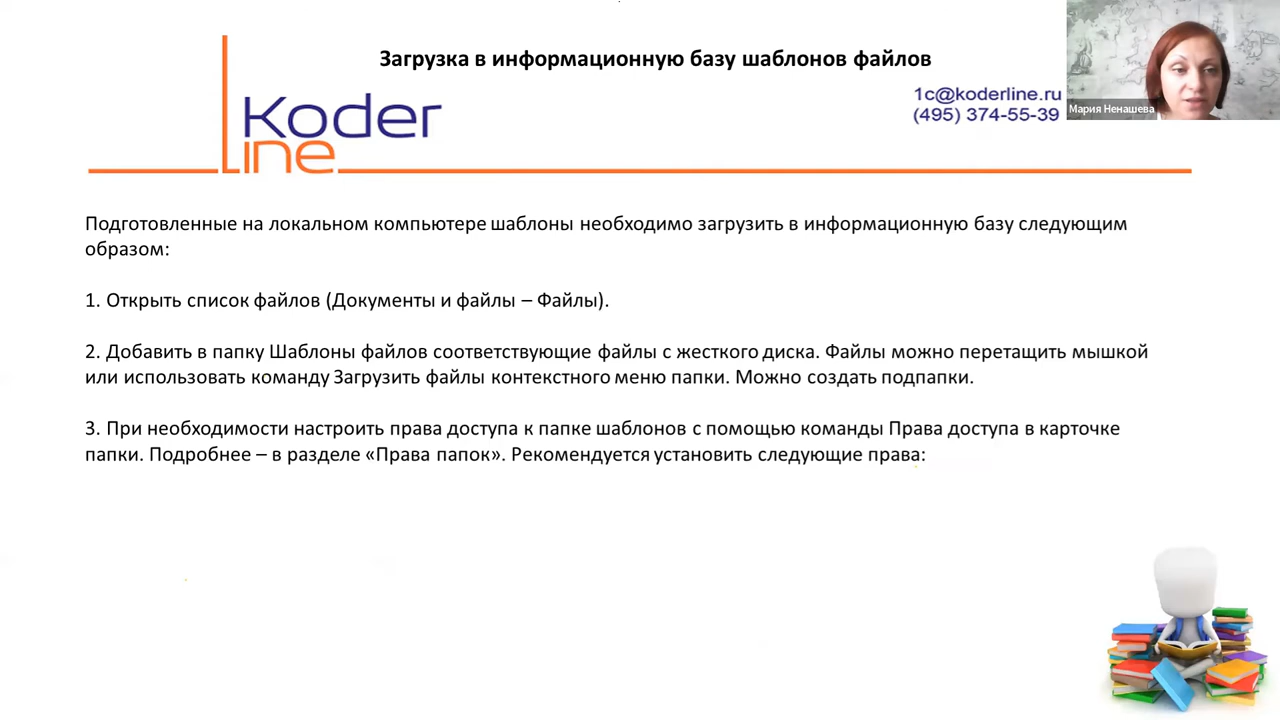 Загрузка в информационную базу шаблонов файлов
Koder
Line
1c@koderline.ru
(495) 374-55-39
Мария Ненашева
Подготовленные на локальном компьютере шаблоны необходимо загрузить в информационную базу следующим
образом:
1. Открыть список файлов (Документы и файлы – Файлы).
2. Добавить в папку Шаблоны файлов соответствующие файлы с жесткого диска. Файлы можно перетащить мышкой
или использовать команду Загрузить файлы контекстного меню папки. Можно создать подпапки.
3. При необходимости настроить права доступа к папке шаблонов с помощью команды Права доступа в карточке
папки. Подробнее – в разделе «Права папок». Рекомендуется установить следующие права: